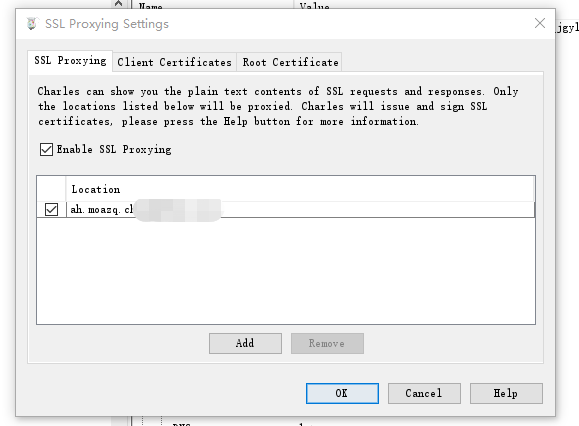 Name Value
SSL Proxying Settings
jgyl
SSL Proxying Client Certificates Root Certificate
Charles can show you the plain text contents of SSL requests and responses. Only
the locations listed below will be proxied. Charles will issue and sign SSL
certificates, please press the Help button for more information.
Enable SSL Proxying
Location
ah.moazq.
Add Remove
OK Cancel Help